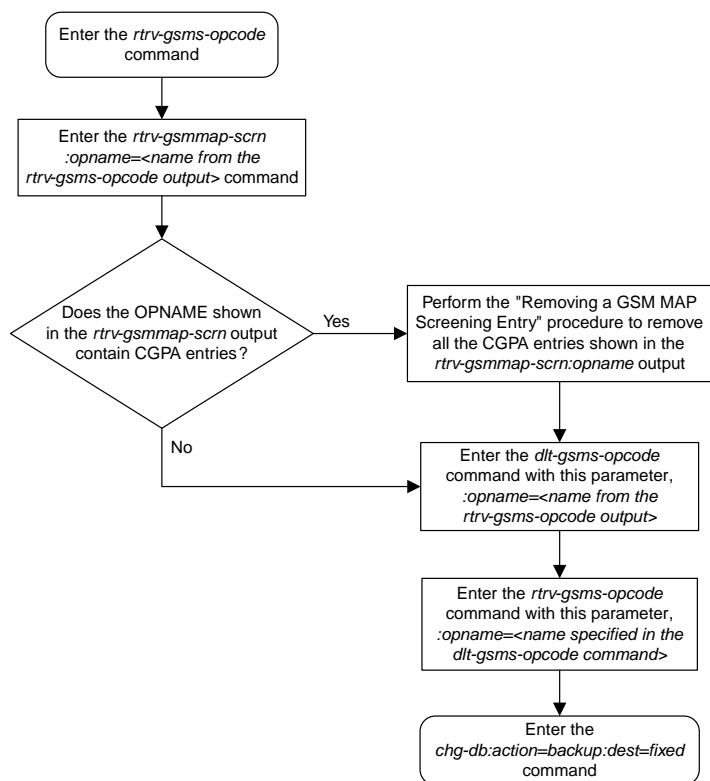 Enter the rtrv-gsms-opcode
command
Enter the rtrv-gsmmap-scrn
:opname=<name from the
rtrv-gsms-opcode output> command
Does the OPNAME shown
in the rtrv-gsmmap-scrn output
contain CGPA entries?
Yes
Perform the "Removing a GSM MAP
Screening Entry" procedure to remove
all the CGPA entries shown in the
rtrv-gsmmap-scrn:opname output
No
Enter the dlt-gsms-opcode
command with this parameter,
:opname=<name from the
rtrv-gsms-opcode output>
Enter the rtrv-gsms-opcode
command with this parameter,
:opname=<name specified in the
dlt-gsms-opcode command>
Enter the
chg-db:action=backup:dest=fixed
command